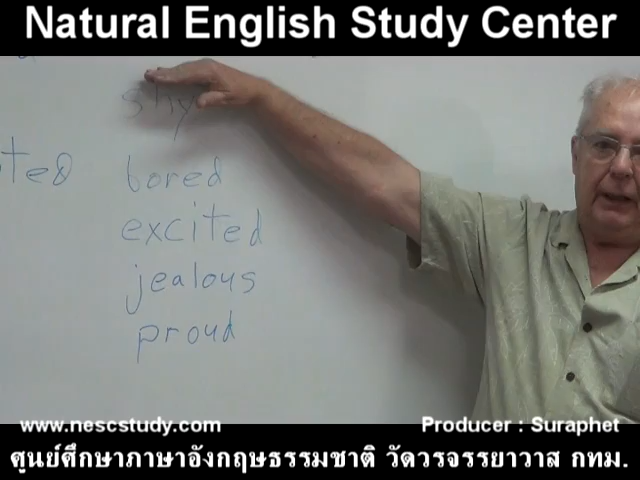 Natural English Study Center
shy
bored
excited
jealous
proud
www.nescstudy.com Producer : Suraphet
ศูนย์ศึกษาภาษาอังกฤษธรรมชาติ วัดวรจรรยาวาส กทม.